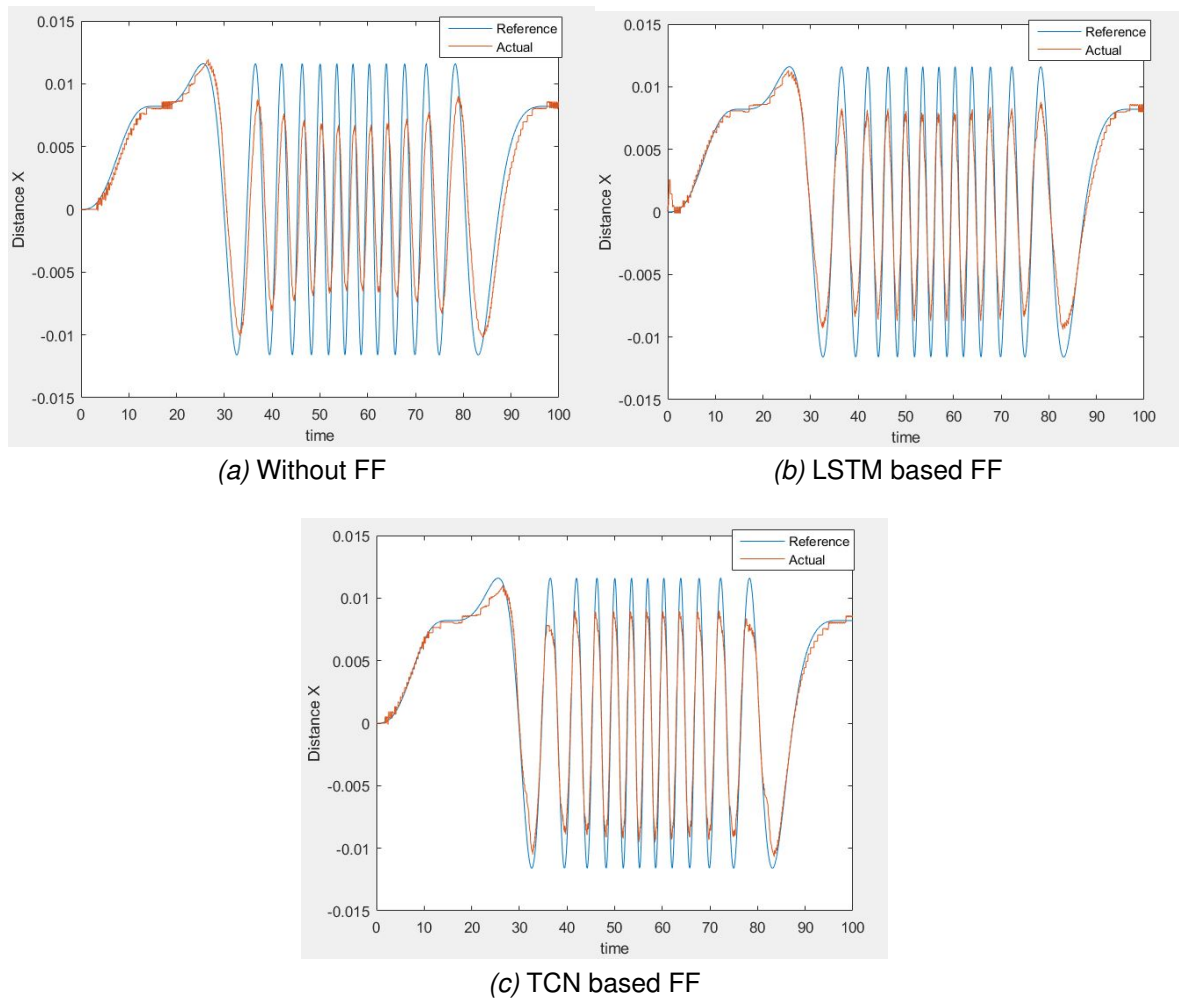 0.015
0.01
0.005
0
-0.005
-0.01
-0.015
Distance X
0 10 20 30 40 50 60 70 80 90 100
time
Reference
Actual
(a) Without FF
0.015
0.01
0.005
0
-0.005
-0.01
-0.015
Distance X
0 10 20 30 40 50 60 70 80 90 100
time
Reference
Actual
(b) LSTM based FF
0.015
0.01
0.005
0
-0.005
-0.01
-0.015
Distance X
0 10 20 30 40 50 60 70 80 90 100
time
Reference
Actual
(c) TCN based FF